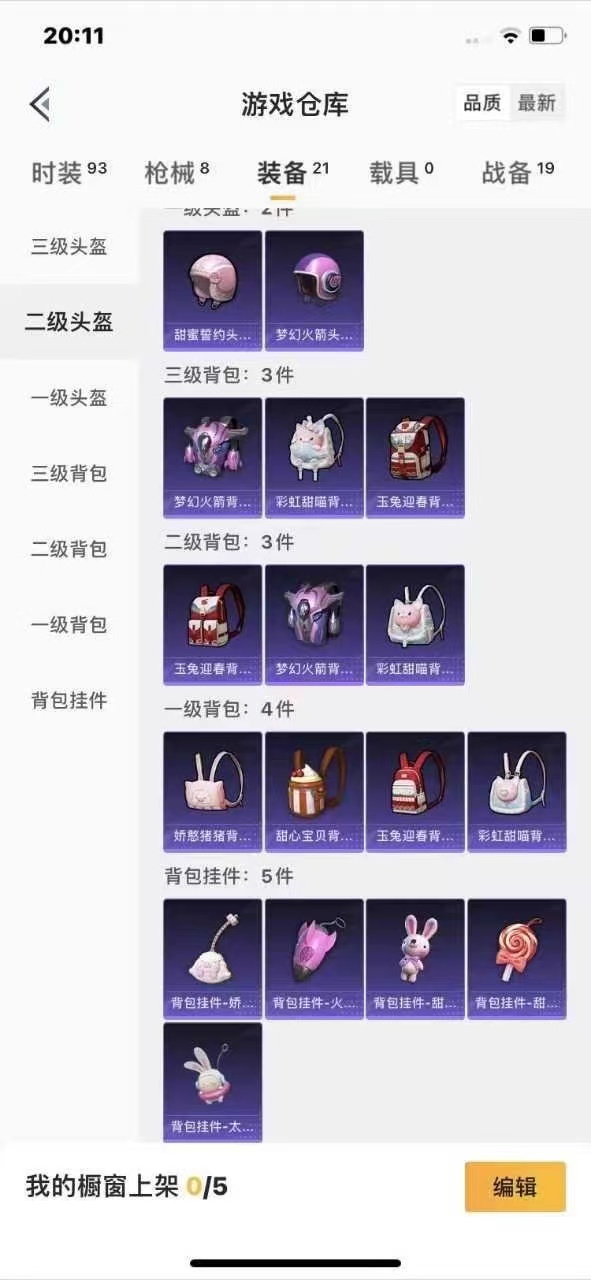 20:11
游戏仓库
品质 最新
时装 93 枪械 8 装备 21 载具 0 战备 19
三级头盔
二级头盔
一级头盔
三级背包
二级背包
一级背包
背包挂件
一级头盔：2件
甜蜜誓约头... 梦幻火箭头...
三级背包：3件
梦幻火箭背... 彩虹甜喵背... 玉兔迎春背...
二级背包：3件
玉兔迎春背... 梦幻火箭背... 彩虹甜喵背...
一级背包：4件
娇憨猪猪背... 甜心宝贝背... 玉兔迎春背... 彩虹甜喵背...
背包挂件：5件
背包挂件-娇... 背包挂件-火... 背包挂件-甜... 背包挂件-甜...
背包挂件-太...
我的橱窗上架 0/5
编辑